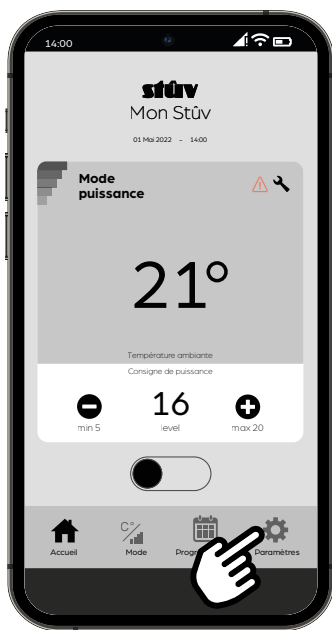 14:00
stûv
Mon Stûv
01 Mai 2022 - 14:00
Mode
puissance
21°
Température ambiante
Consigne de puissance
16
min 5 level max 20
Accueil Mode Paramètres